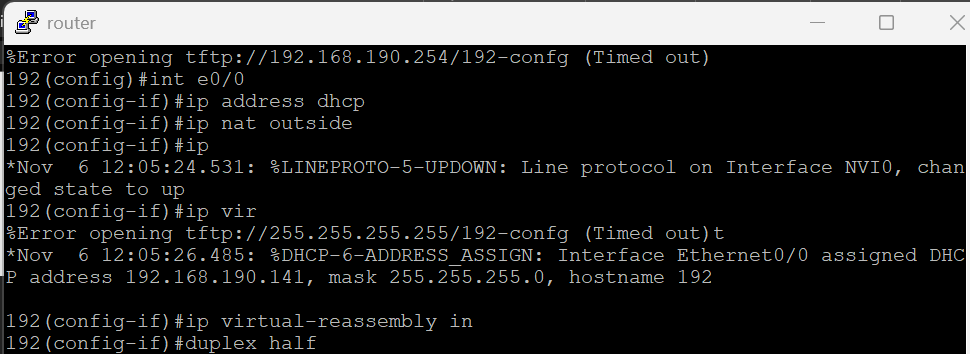 router
%Error opening tftp://192.168.190.254/192-confg (Timed out)
192(config)#int e0/0
192(config-if)#ip address dhcp
192(config-if)#ip nat outside
192(config-if)#ip
*Nov  6 12:05:24.531: %LINEPROTO-5-UPDOWN: Line protocol on Interface NVI0, chan
ged state to up
192(config-if)#ip vir
%Error opening tftp://255.255.255.255/192-confg (Timed out)t
*Nov  6 12:05:26.485: %DHCP-6-ADDRESS_ASSIGN: Interface Ethernet0/0 assigned DHC
P address 192.168.190.141, mask 255.255.255.0, hostname 192
192(config-if)#ip virtual-reassembly in
192(config-if)#duplex half